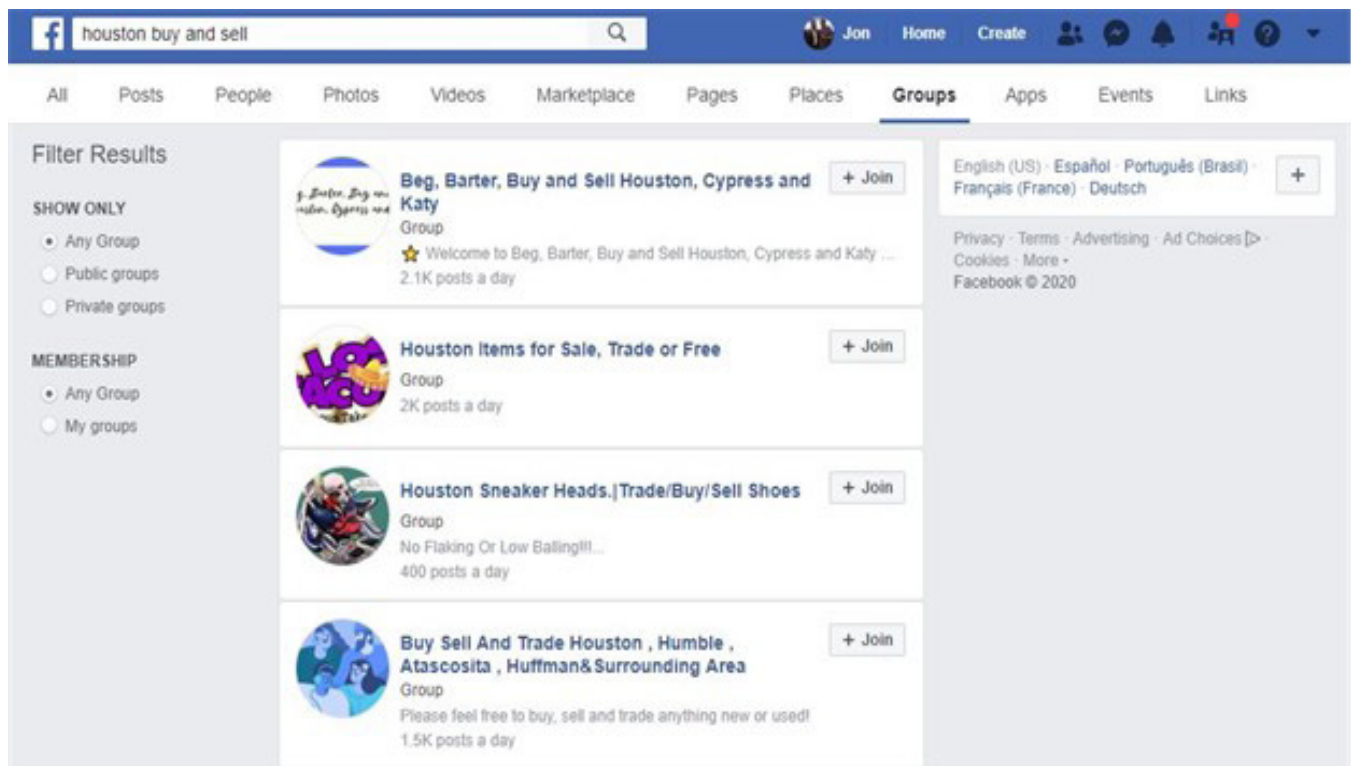 f
houston buy and sell
Jon
Home
Create
All
Posts
People
Photos
Videos
Marketplace
Pages
Places
Groups
Apps
Events
Links
Filter Results
SHOW ONLY
Any Group
Public groups
Private groups
MEMBERSHIP
Any Group
My groups
Beg, Barter, Buy and Sell Houston, Cypress and
Katy
Group
Welcome to Beg, Barter, Buy and Sell Houston, Cypress and Katy ...
2.1K posts a day
+ Join
Houston Items for Sale, Trade or Free
Group
2K posts a day
+ Join
Houston Sneaker Heads.|Trade/Buy/Sell Shoes
Group
No Flaking Or Low Balling!!!...
400 posts a day
+ Join
Buy Sell And Trade Houston , Humble ,
Atascosita , Huffman&Surrounding Area
Group
Please feel free to buy, sell and trade anything new or used!
1.5K posts a day
+ Join
English (US) · Español · Português (Brasil) ·
Français (France) · Deutsch
+
Privacy · Terms · Advertising · Ad Choices ·
Cookies · More
Facebook © 2020